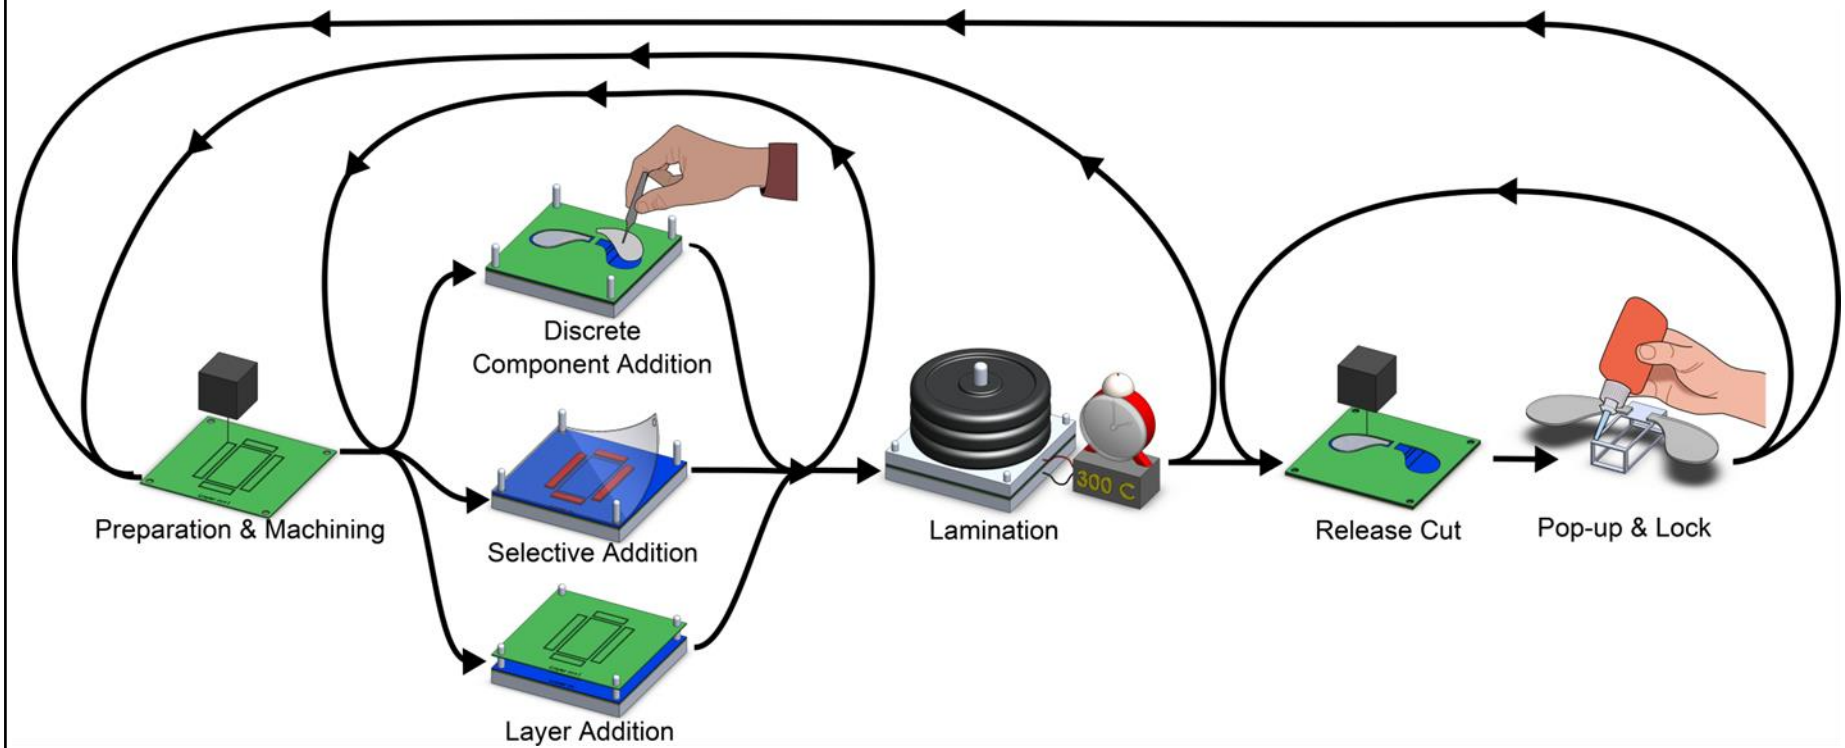 Discrete
Component Addition
Preparation & Machining
Selective Addition
Layer Addition
300 C
Lamination
Release Cut
Pop-up & Lock